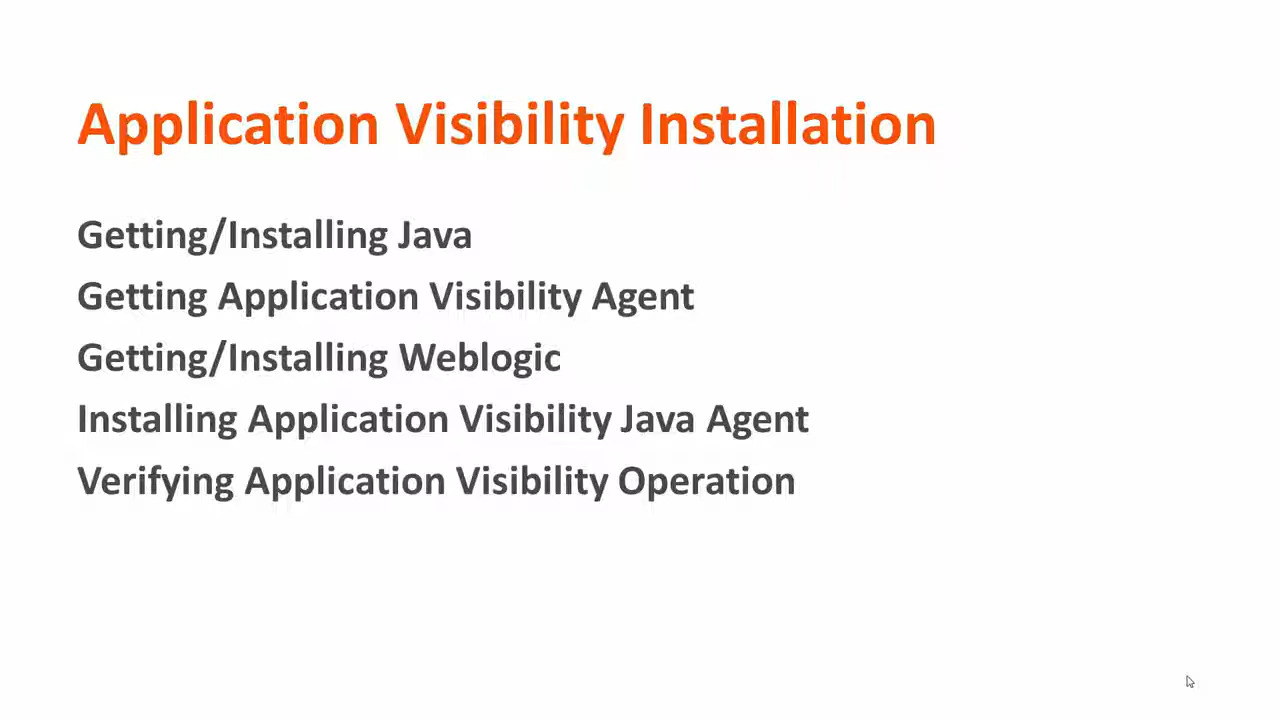 Application Visibility Installation
Getting/Installing Java
Getting Application Visibility Agent
Getting/Installing Weblogic
Installing Application Visibility Java Agent
Verifying Application Visibility Operation